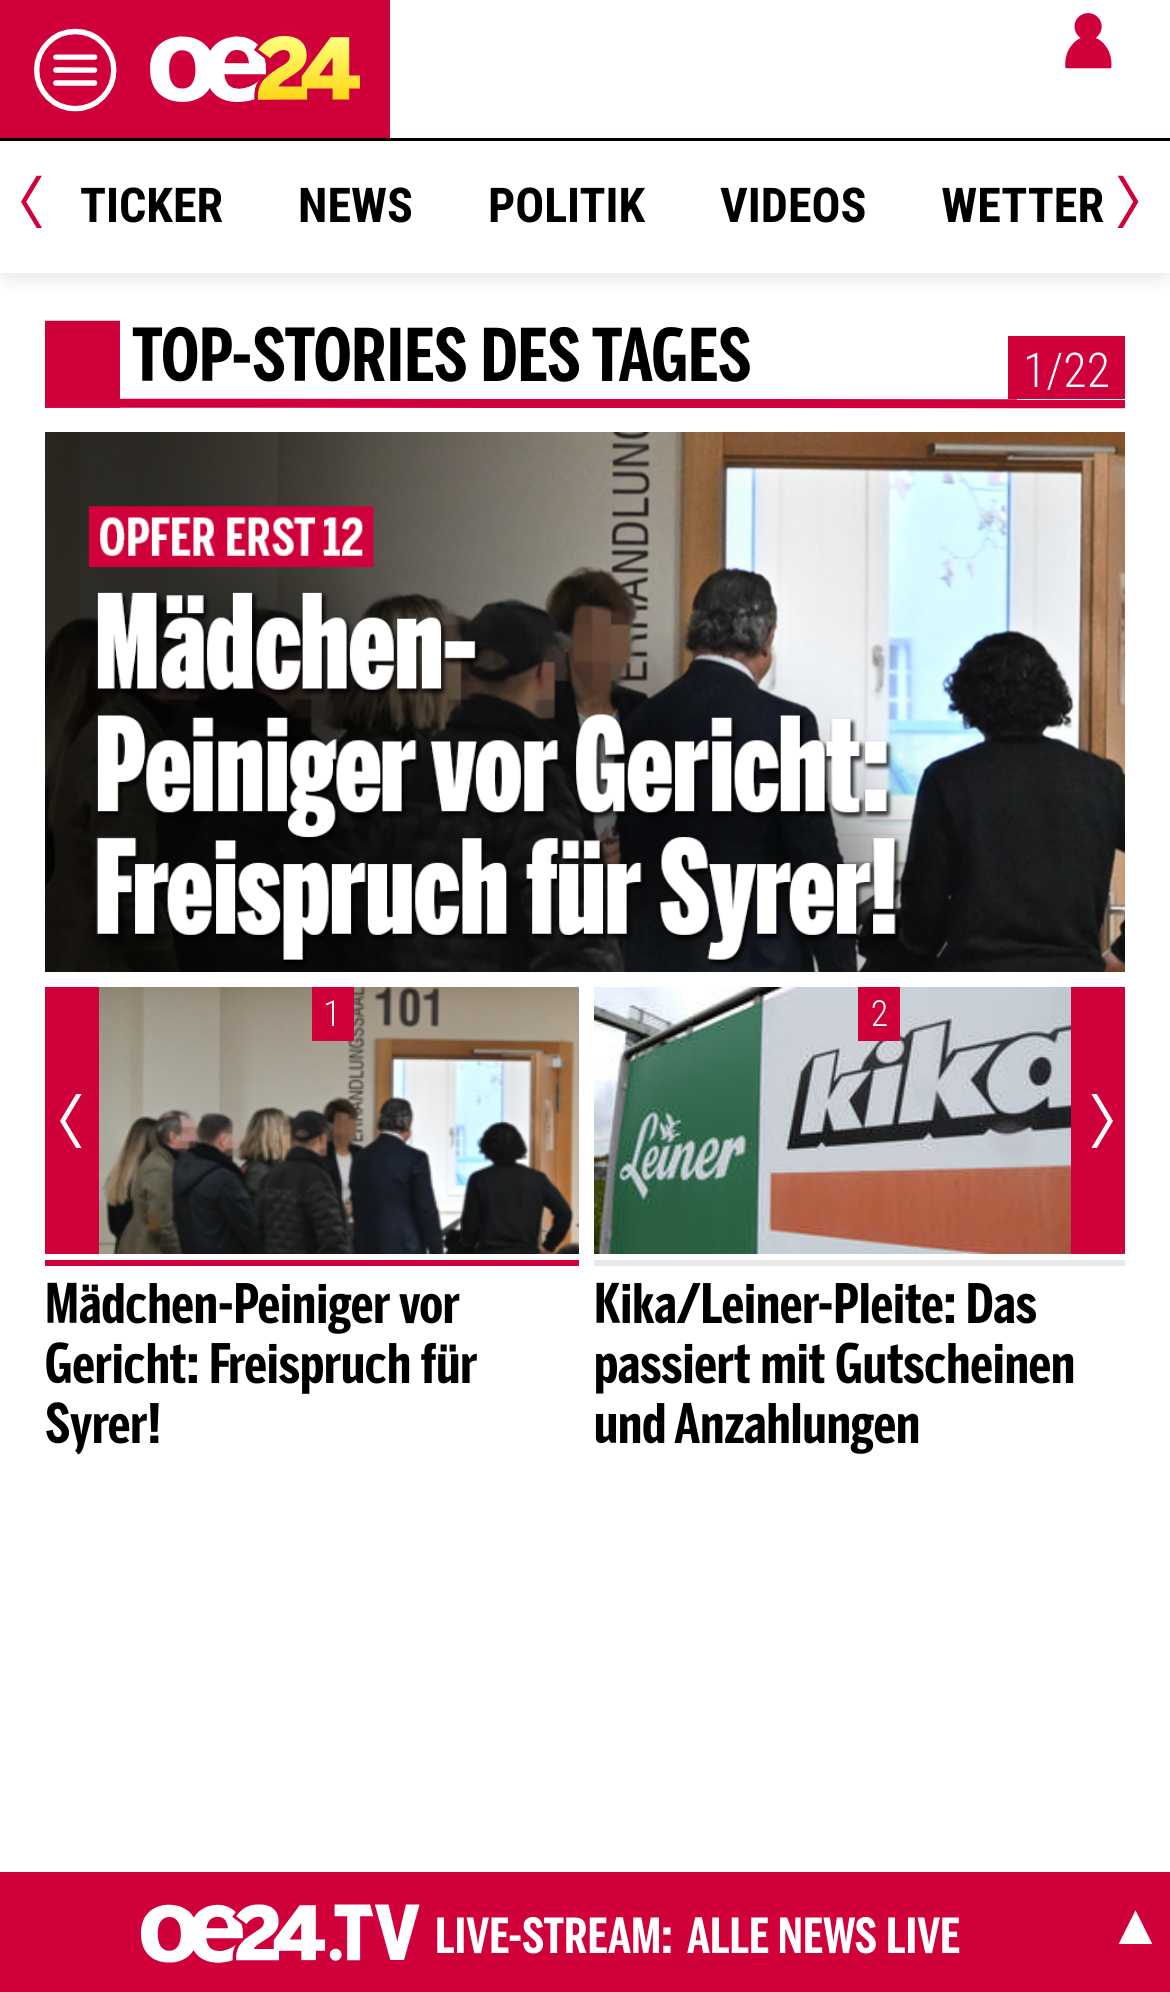 oe24
TICKER NEWS POLITIK VIDEOS WETTER
TOP-STORIES DES TAGES
1/22
VERHANDLUNG
OPFER ERST 12
Mädchen-
Peiniger vor Gericht:
Freispruch für Syrer!
1
101
VERHANDLUNGSSAAL
2
Leiner
kika
Mädchen-Peiniger vor
Gericht: Freispruch für
Syrer!
Kika/Leiner-Pleite: Das
passiert mit Gutscheinen
und Anzahlungen
oe24.TV LIVE-STREAM: ALLE NEWS LIVE